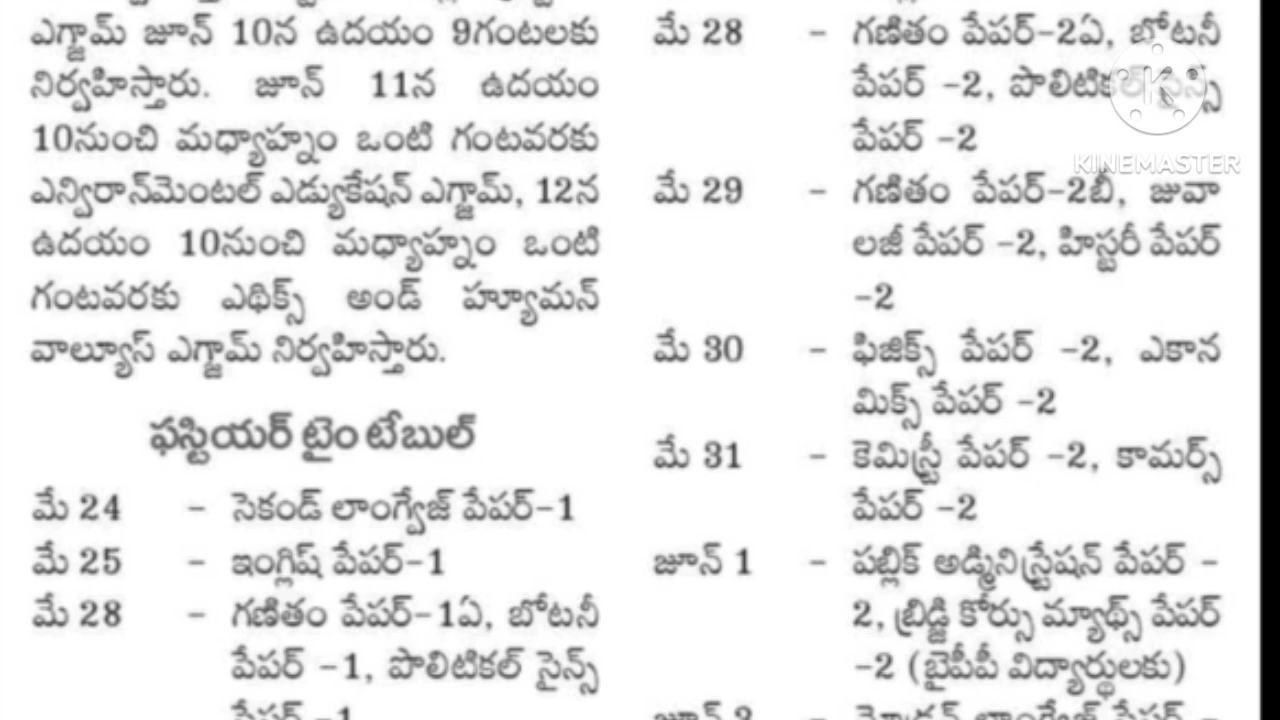 ఎగ్జామ్ జూన్ 10న ఉదయం 9గంటలకు
నిర్వహిస్తారు. జూన్ 11న ఉదయం
10నుంచి మధ్యాహ్నం ఒంటి గంటవరకు
ఎన్విరాన్‌మెంటల్ ఎడ్యుకేషన్ ఎగ్జామ్, 12న
ఉదయం 10నుంచి మధ్యాహ్నం ఒంటి
గంటవరకు ఎథిక్స్ అండ్ హ్యూమన్
వాల్యూస్ ఎగ్జామ్ నిర్వహిస్తారు.
ఫస్టియర్ టైం టేబుల్
మే 24 - సెకండ్ లాంగ్వేజ్ పేపర్-1
మే 25 - ఇంగ్లిష్ పేపర్-1
మే 28 - గణితం పేపర్-1ఏ, బోటనీ
పేపర్ -1, పొలిటికల్ సైన్స్
పేపర్ -1
మే 28 - గణితం పేపర్-2ఏ, బోటనీ
పేపర్ -2, పొలిటికల్ సైన్స్
పేపర్ -2
మే 29 - గణితం పేపర్-2బీ, జువా
లజీ పేపర్ -2, హిస్టరీ పేపర్
-2
మే 30 - ఫిజిక్స్ పేపర్ -2, ఎకాన
మిక్స్ పేపర్ -2
మే 31 - కెమిస్ట్రీ పేపర్ -2, కామర్స్
పేపర్ -2
జూన్ 1 - పబ్లిక్ అడ్మినిస్ట్రేషన్ పేపర్ -
2, బ్రిడ్జి కోర్సు మ్యాథ్స్ పేపర్
-2 (బైపీపీ విద్యార్థులకు)
KINEMASTER